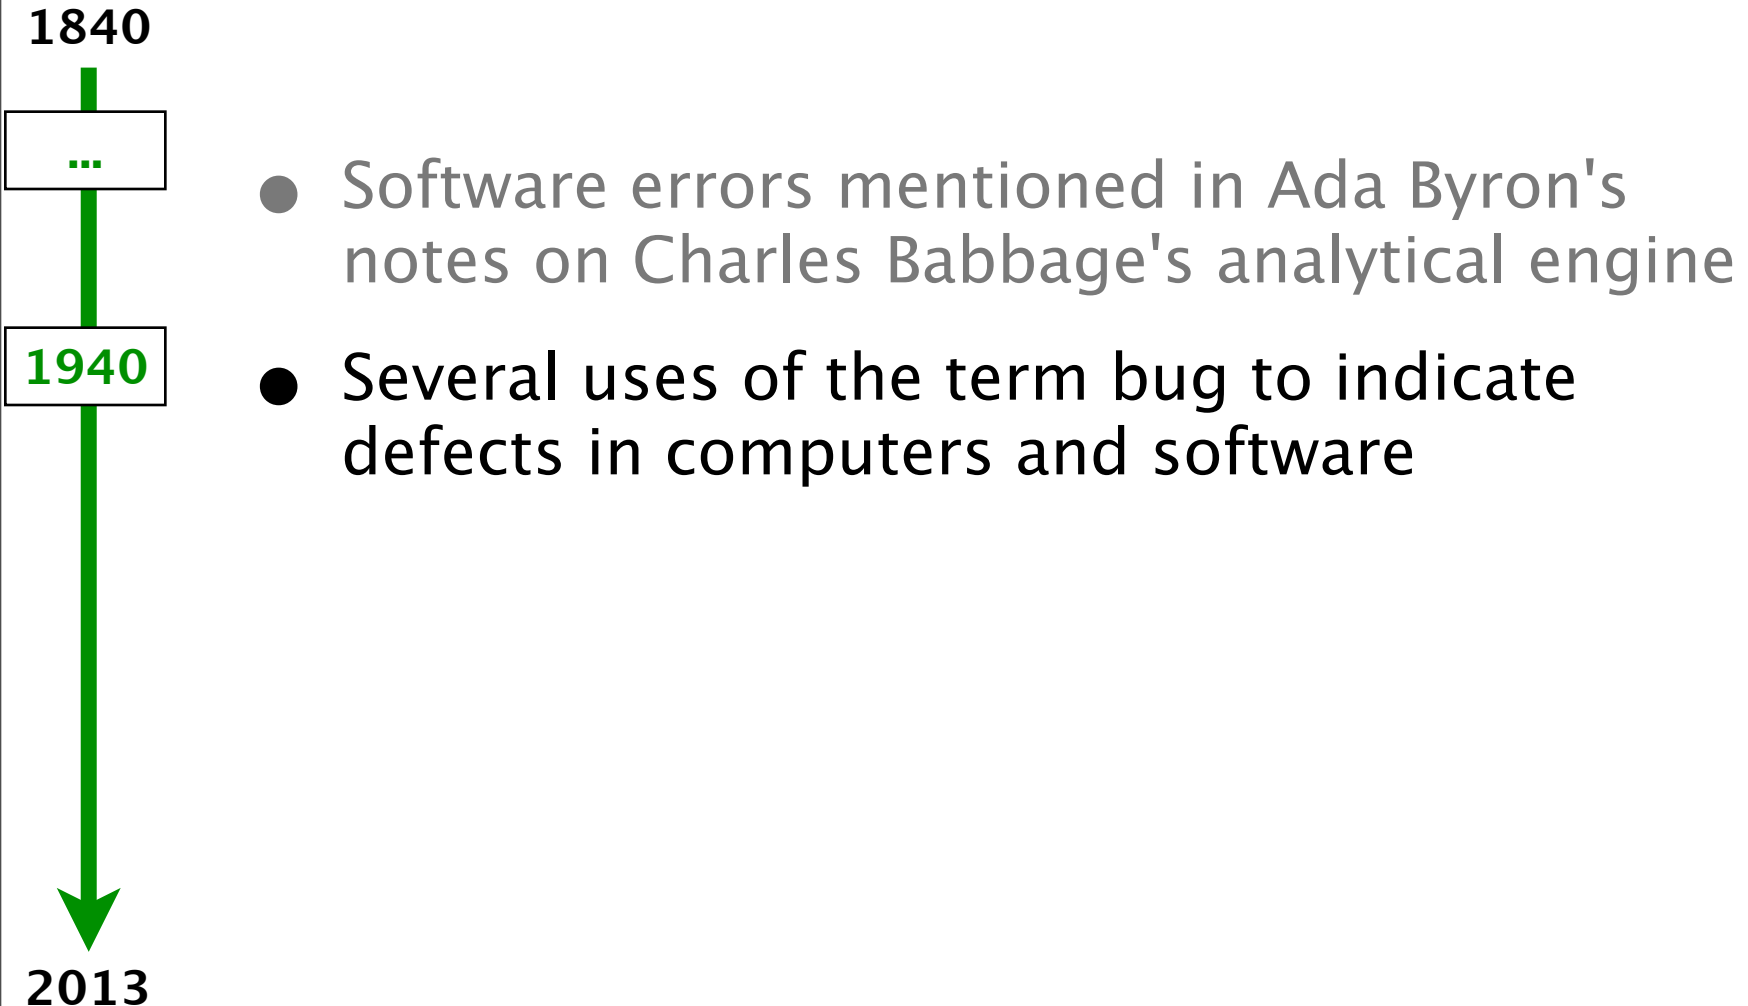 1840
...
• Software errors mentioned in Ada Byron's
notes on Charles Babbage's analytical engine
1940
• Several uses of the term bug to indicate
defects in computers and software
2013